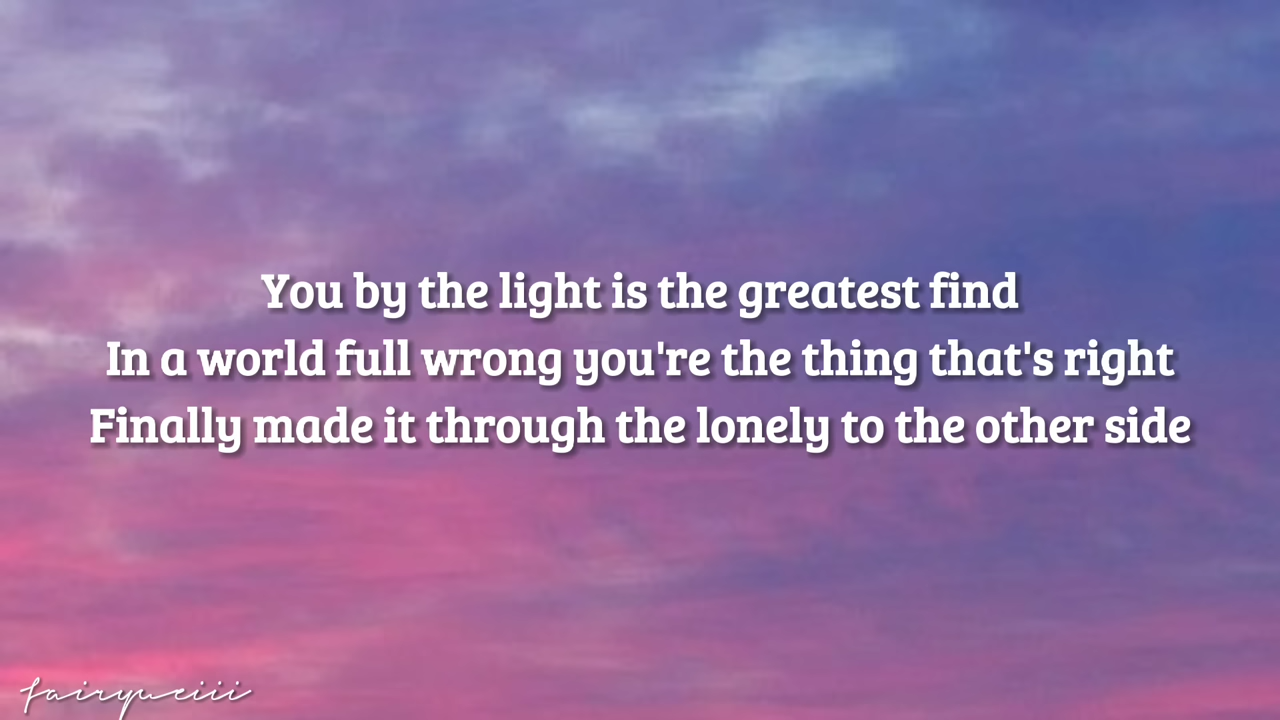 You by the light is the greatest find
In a world full wrong you're the thing that's right
Finally made it through the lonely to the other side
fairyueiii